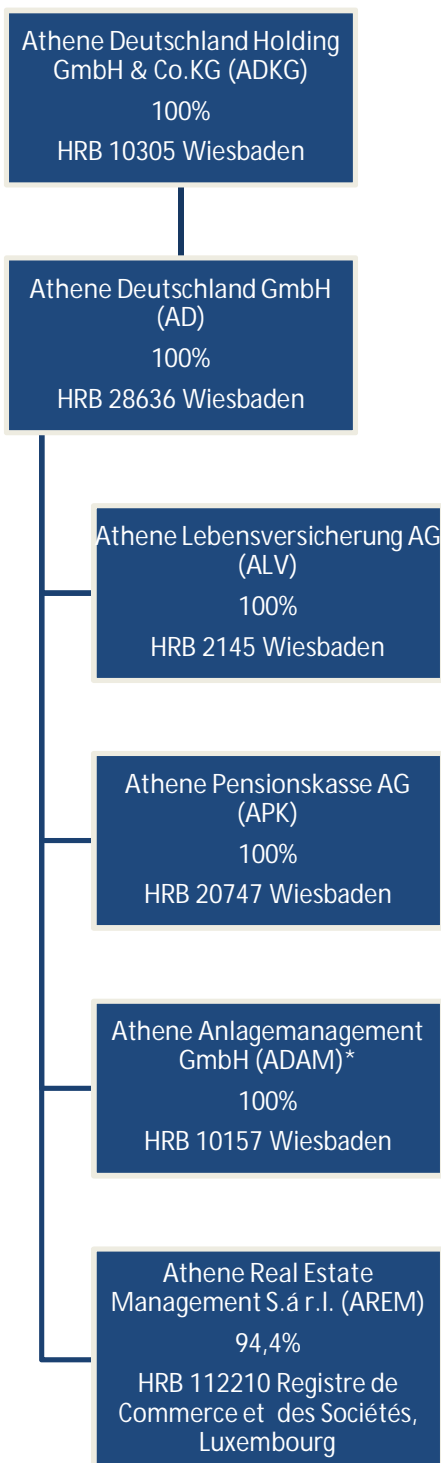 Athene Deutschland Holding
GmbH & Co.KG (ADKG)
100%
HRB 10305 Wiesbaden
Athene Deutschland GmbH
(AD)
100%
HRB 28636 Wiesbaden
Athene Lebensversicherung AG
(ALV)
100%
HRB 2145 Wiesbaden
Athene Pensionskasse AG
(APK)
100%
HRB 20747 Wiesbaden
Athene Anlagemanagement
GmbH (ADAM)*
100%
HRB 10157 Wiesbaden
Athene Real Estate
Management S.á r.l. (AREM)
94,4%
HRB 112210 Registre de
Commerce et des Sociétés,
Luxembourg